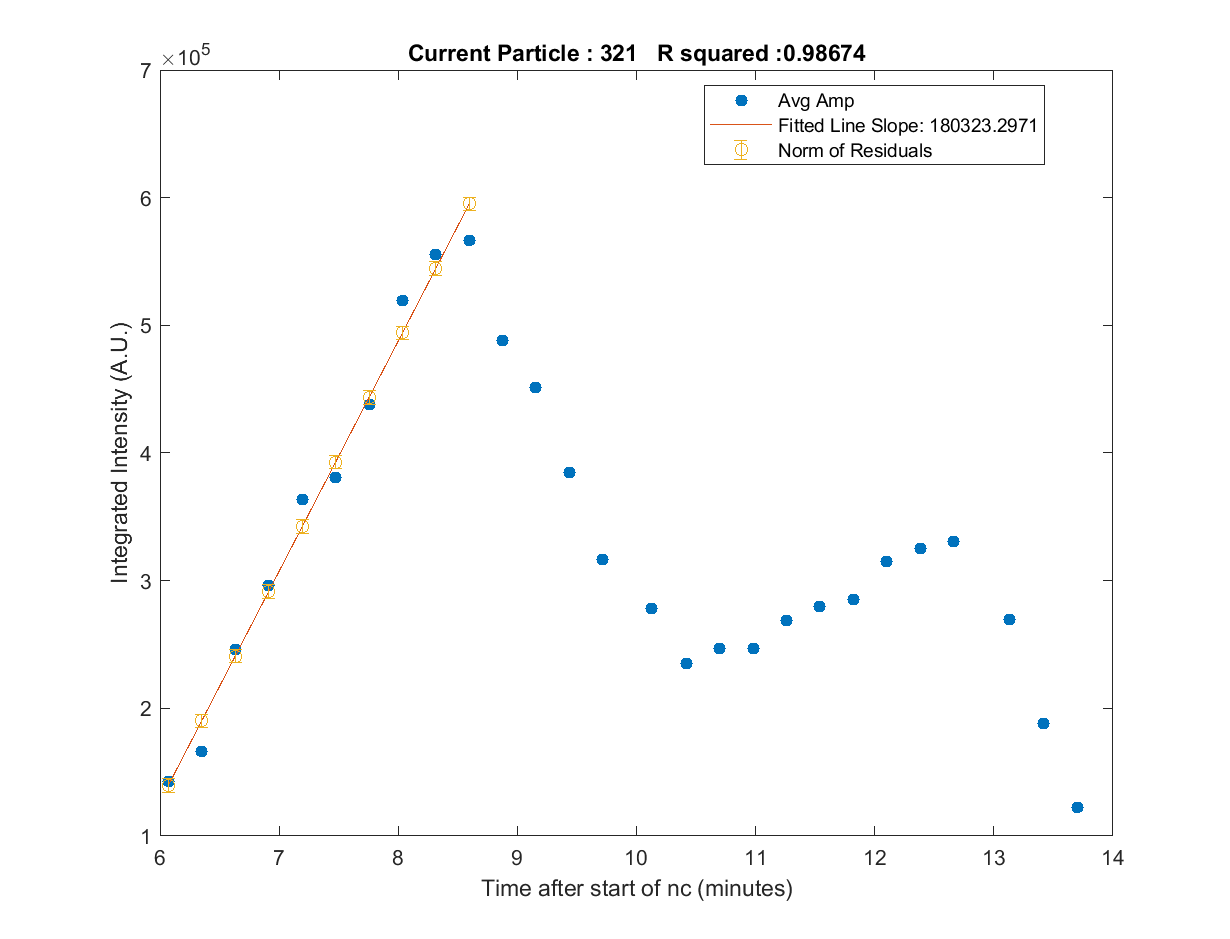 Current Particle : 321 R squared :0.98674
×10^5
Avg Amp
Fitted Line Slope: 180323.2971
Norm of Residuals
7
6
5
4
3
2
1
Integrated Intensity (A.U.)
6 7 8 9 10 11 12 13 14
Time after start of nc (minutes)